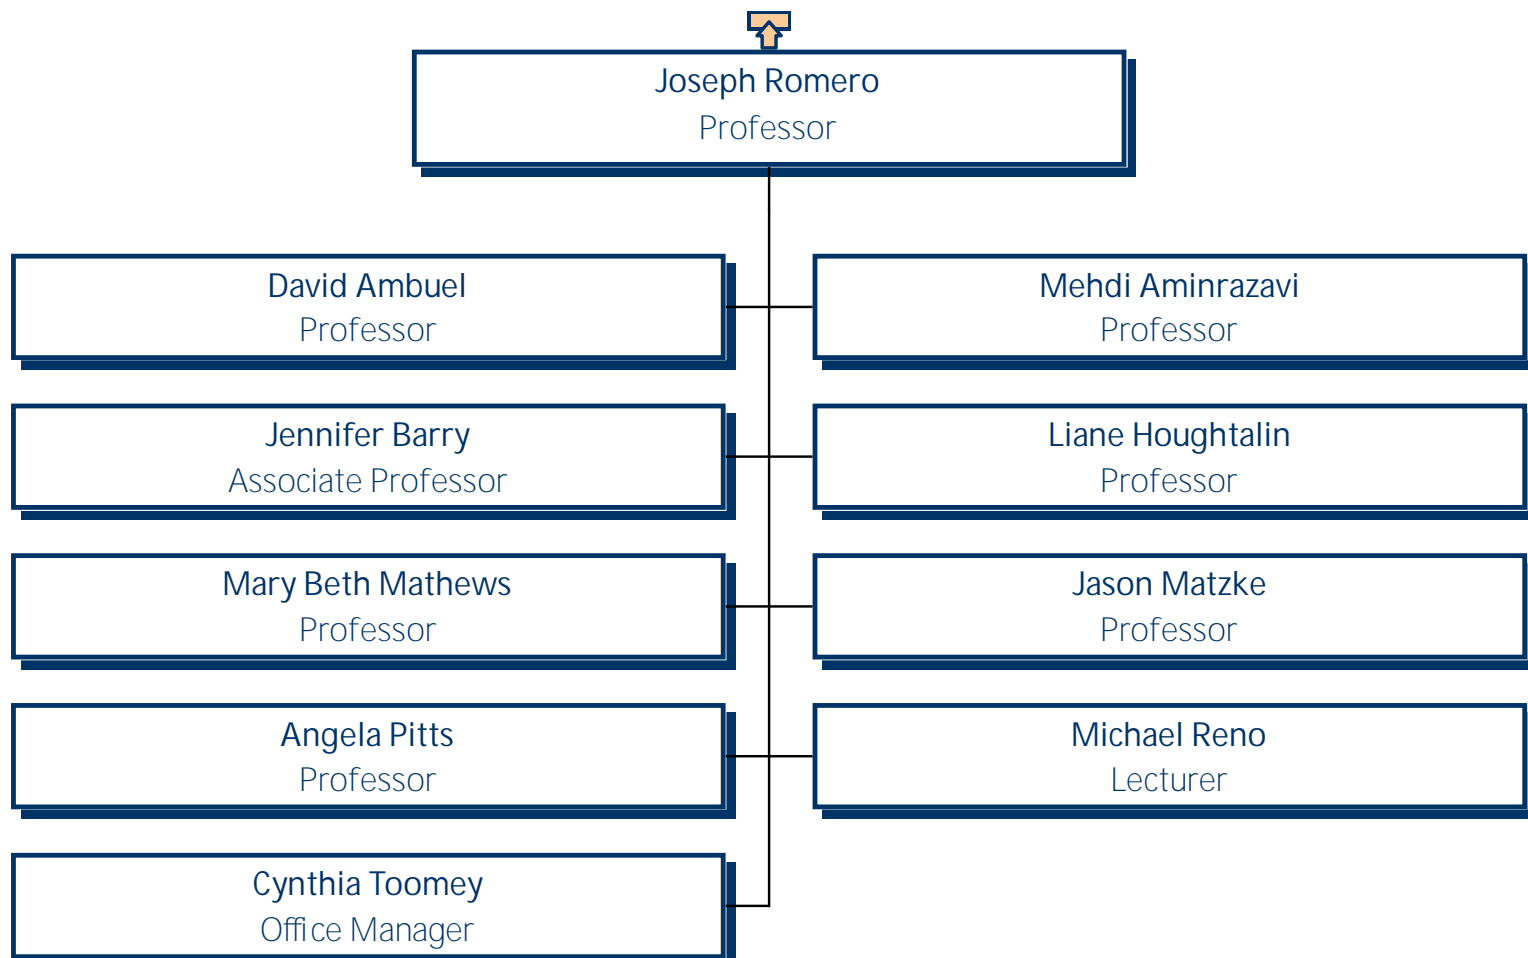 Joseph Romero
Professor
David Ambuel
Professor
Mehdi Aminrazavi
Professor
Jennifer Barry
Associate Professor
Liane Houghtalin
Professor
Mary Beth Mathews
Professor
Jason Matzke
Professor
Angela Pitts
Professor
Michael Reno
Lecturer
Cynthia Toomey
Office Manager